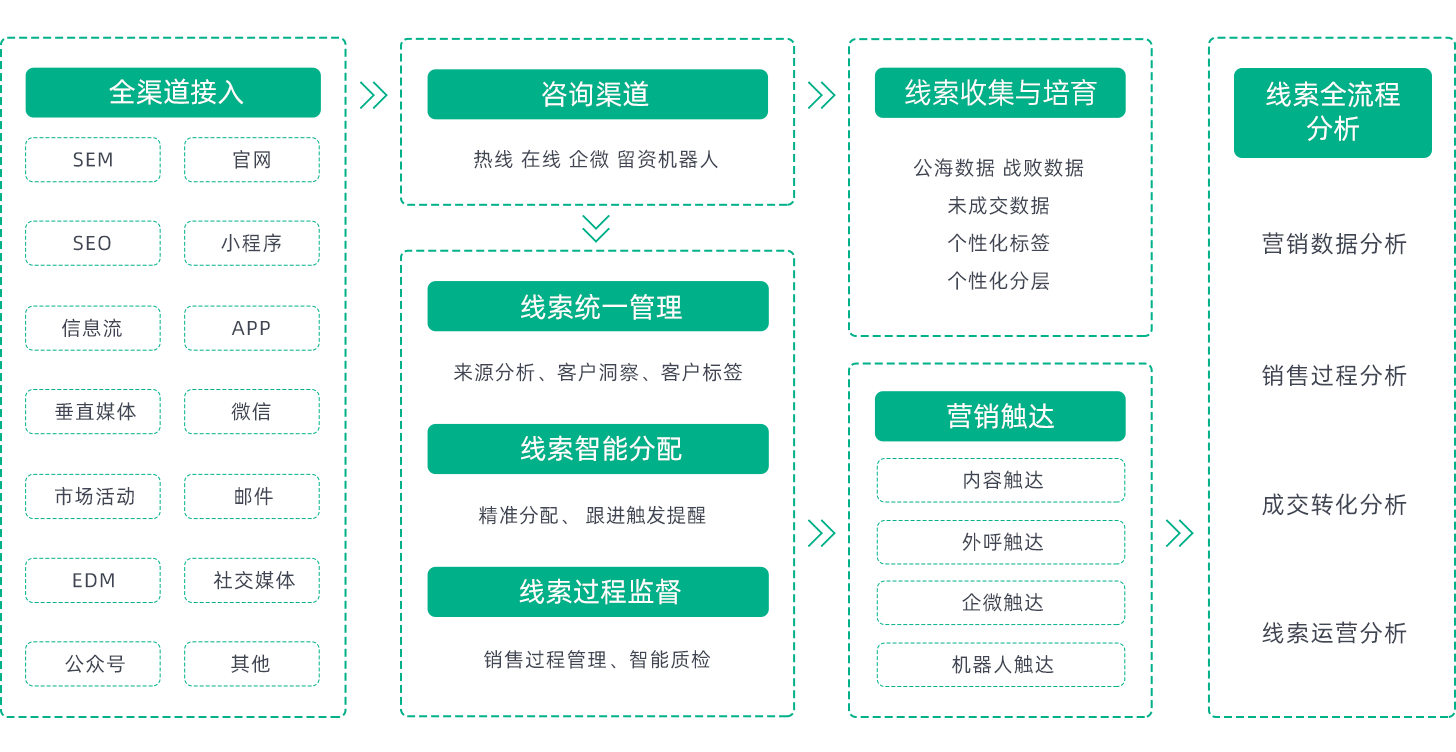 全渠道接入
SEM
官网
SEO
小程序
信息流
APP
垂直媒体
微信
市场活动
邮件
EDM
社交媒体
公众号
其他
咨询渠道
热线 在线 企微 留资机器人
线索统一管理
来源分析、客户洞察、客户标签
线索智能分配
精准分配、 跟进触发提醒
线索过程监督
销售过程管理、智能质检
线索收集与培育
公海数据 战败数据
未成交数据
个性化标签
个性化分层
营销触达
内容触达
外呼触达
企微触达
机器人触达
线索全流程
分析
营销数据分析
销售过程分析
成交转化分析
线索运营分析